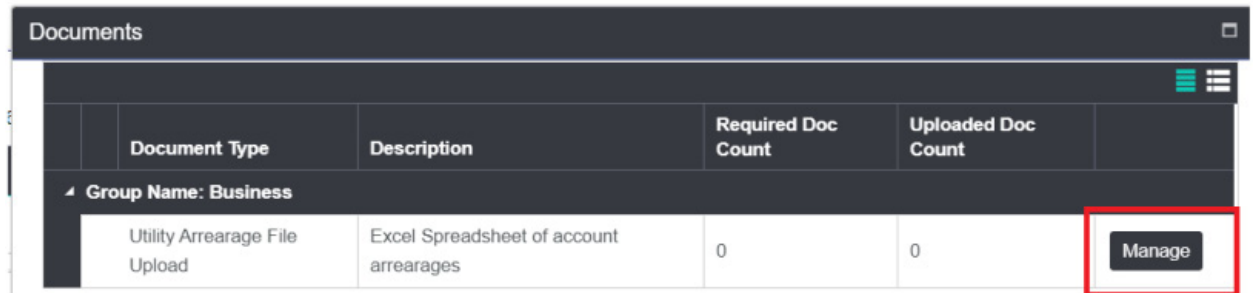 Documents
Document Type Description Required Doc Count Uploaded Doc Count
Group Name: Business
Utility Arrearage File Upload Excel Spreadsheet of account arrearages 0 0 Manage